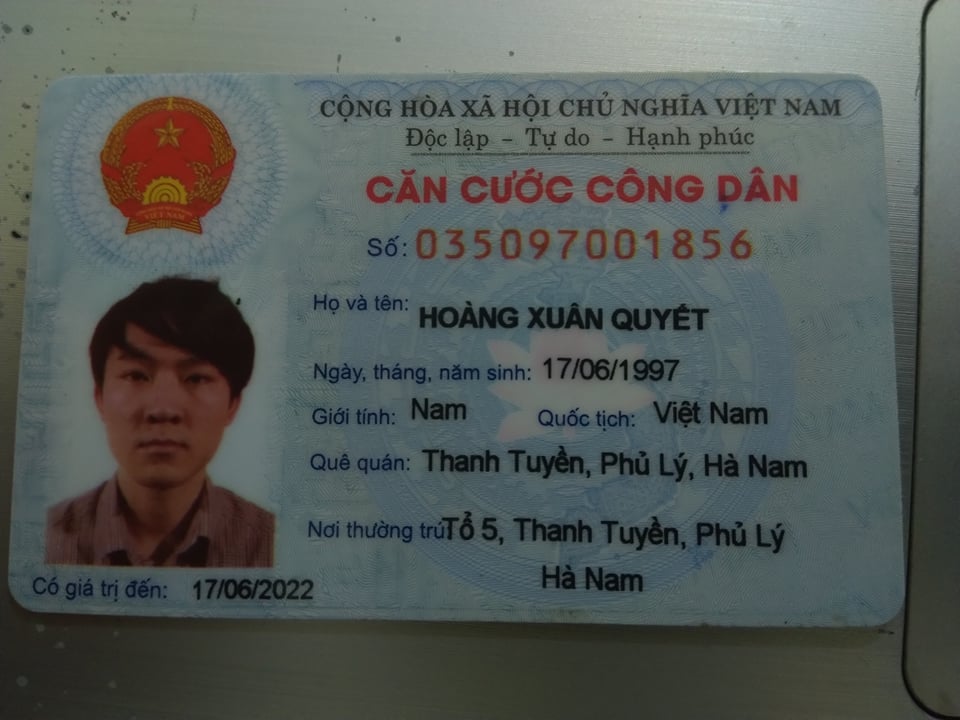 CỘNG HÒA XÃ HỘI CHỦ NGHĨA VIỆT NAM
Độc lập - Tự do - Hạnh phúc
CĂN CƯỚC CÔNG DÂN
Số: 035097001856
Họ và tên: HOÀNG XUÂN QUYẾT
Ngày, tháng, năm sinh: 17/06/1997
Giới tính: Nam Quốc tịch: Việt Nam
Quê quán: Thanh Tuyền, Phủ Lý, Hà Nam
Nơi thường trú: Tổ 5, Thanh Tuyền, Phủ Lý
Hà Nam
Có giá trị đến: 17/06/2022
VIỆT NAM